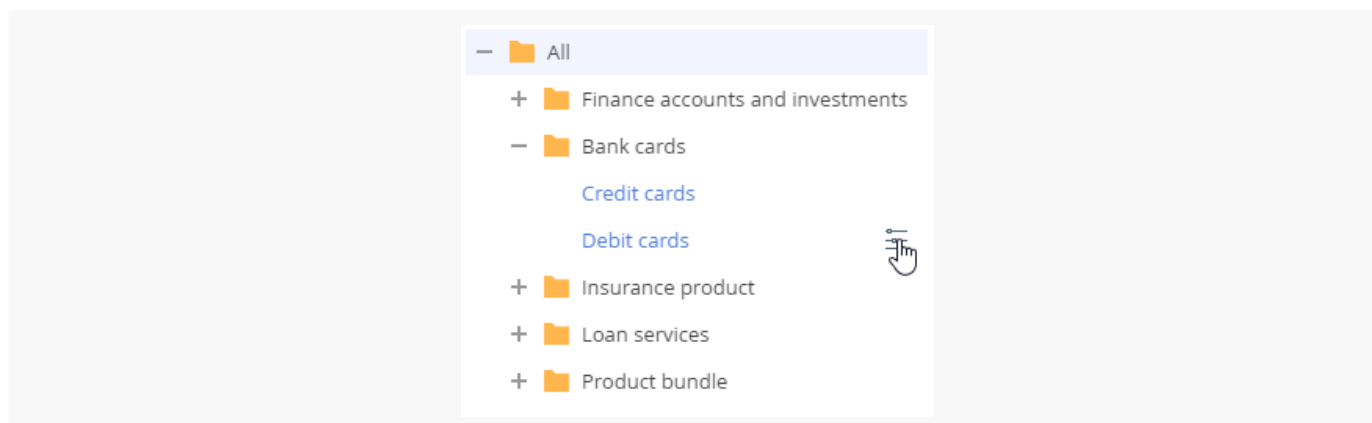 All
Finance accounts and investments
Bank cards
Credit cards
Debit cards
Insurance product
Loan services
Product bundle